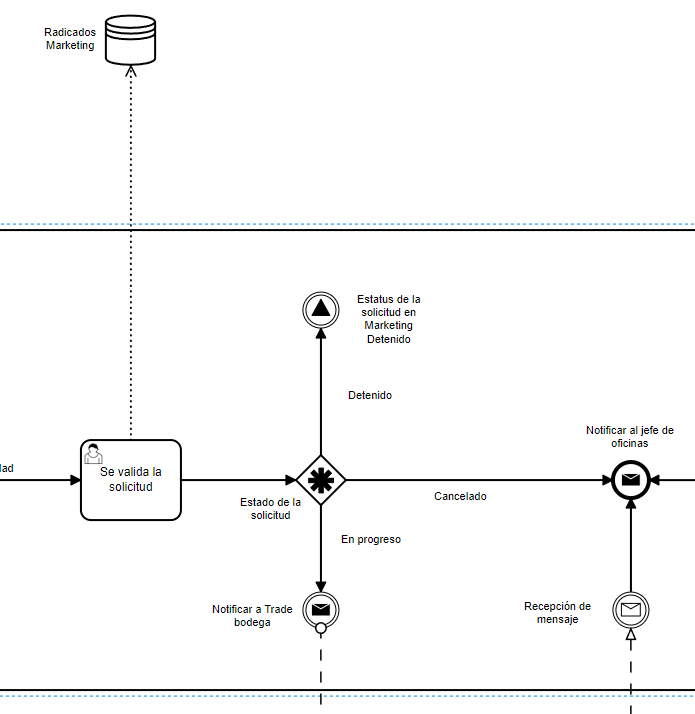 Radicados
Marketing
Estatus de la
solicitud en
Marketing
Detenido
Detenido
Notificar al jefe de
oficinas
Se valida la
solicitud
Estado de la
solicitud
Cancelado
En progreso
Notificar a Trade
bodega
Recepción de
mensaje